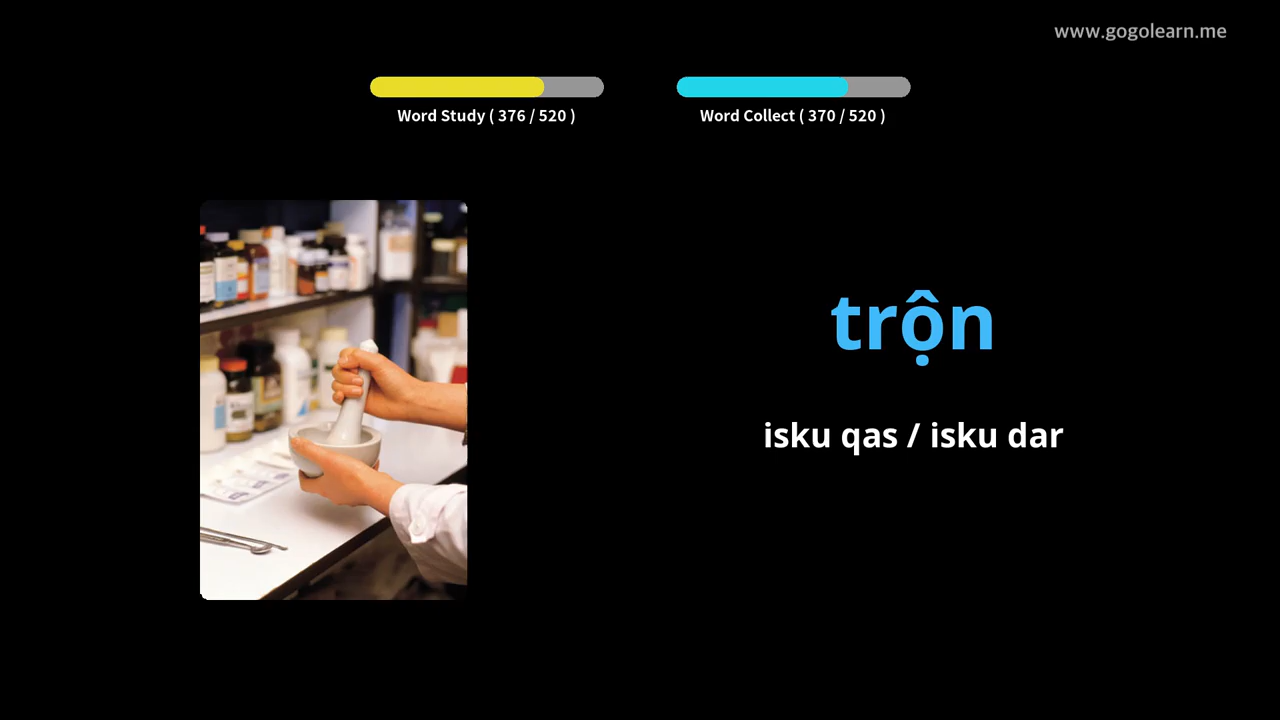 www.gogolearn.me
Word Study ( 376 / 520 )
Word Collect ( 370 / 520 )
trộn
isku qas / isku dar